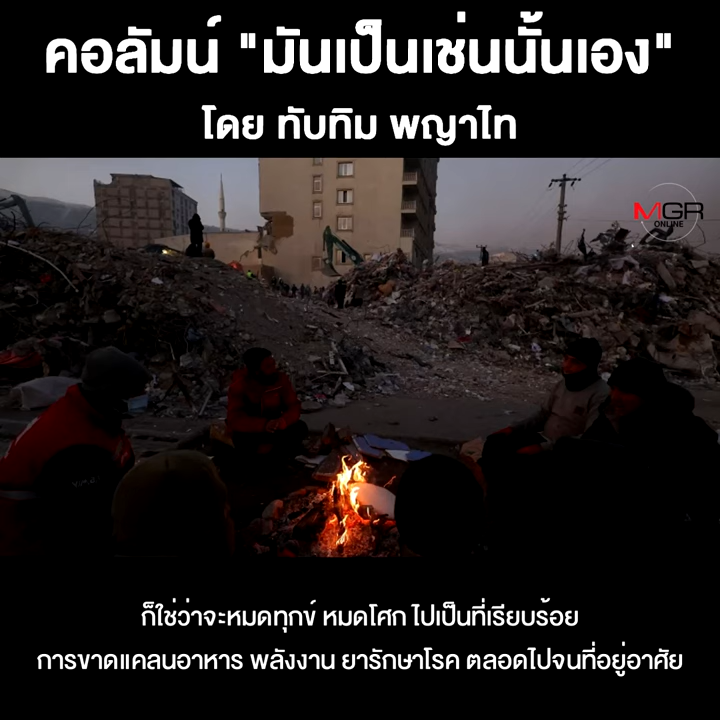 คอลัมน์ "มันเป็นเช่นนั้นเอง"
โดย ทับทิม พญาไท
MGR
ONLINE
ก็ใช่ว่าจะหมดทุกข์ หมดโศก ไปเป็นที่เรียบร้อย
การขาดแคลนอาหาร พลังงาน ยารักษาโรค ตลอดไปจนที่อยู่อาศัย